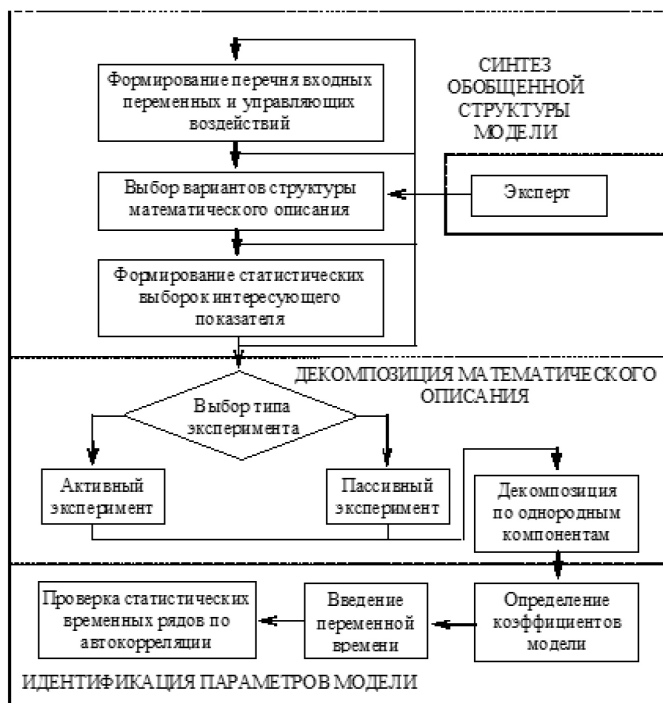 Формирование перечня входных
переменных и управляющих
воздействий
СИНТЕЗ
ОБОБЩЕННОЙ
СТРУКТУРЫ
МОДЕЛИ
Выбор вариантов структуры
математического описания
Эксперт
Формирование статистических
выборок интересующего
показателя
ДЕКОМПОЗИЦИЯ МАТЕМАТИЧЕСКОГО
ОПИСАНИЯ
Выбор типа
эксперимента
Активный
эксперимент
Пассивный
эксперимент
Декомпозиция
по однородным
компонентам
Проверка статистических
временных рядов по
автокорреляции
Введение
переменной
времени
Определение
коэффициентов
модели
ИДЕНТИФИКАЦИЯ ПАРАМЕТРОВ МОДЕЛИ